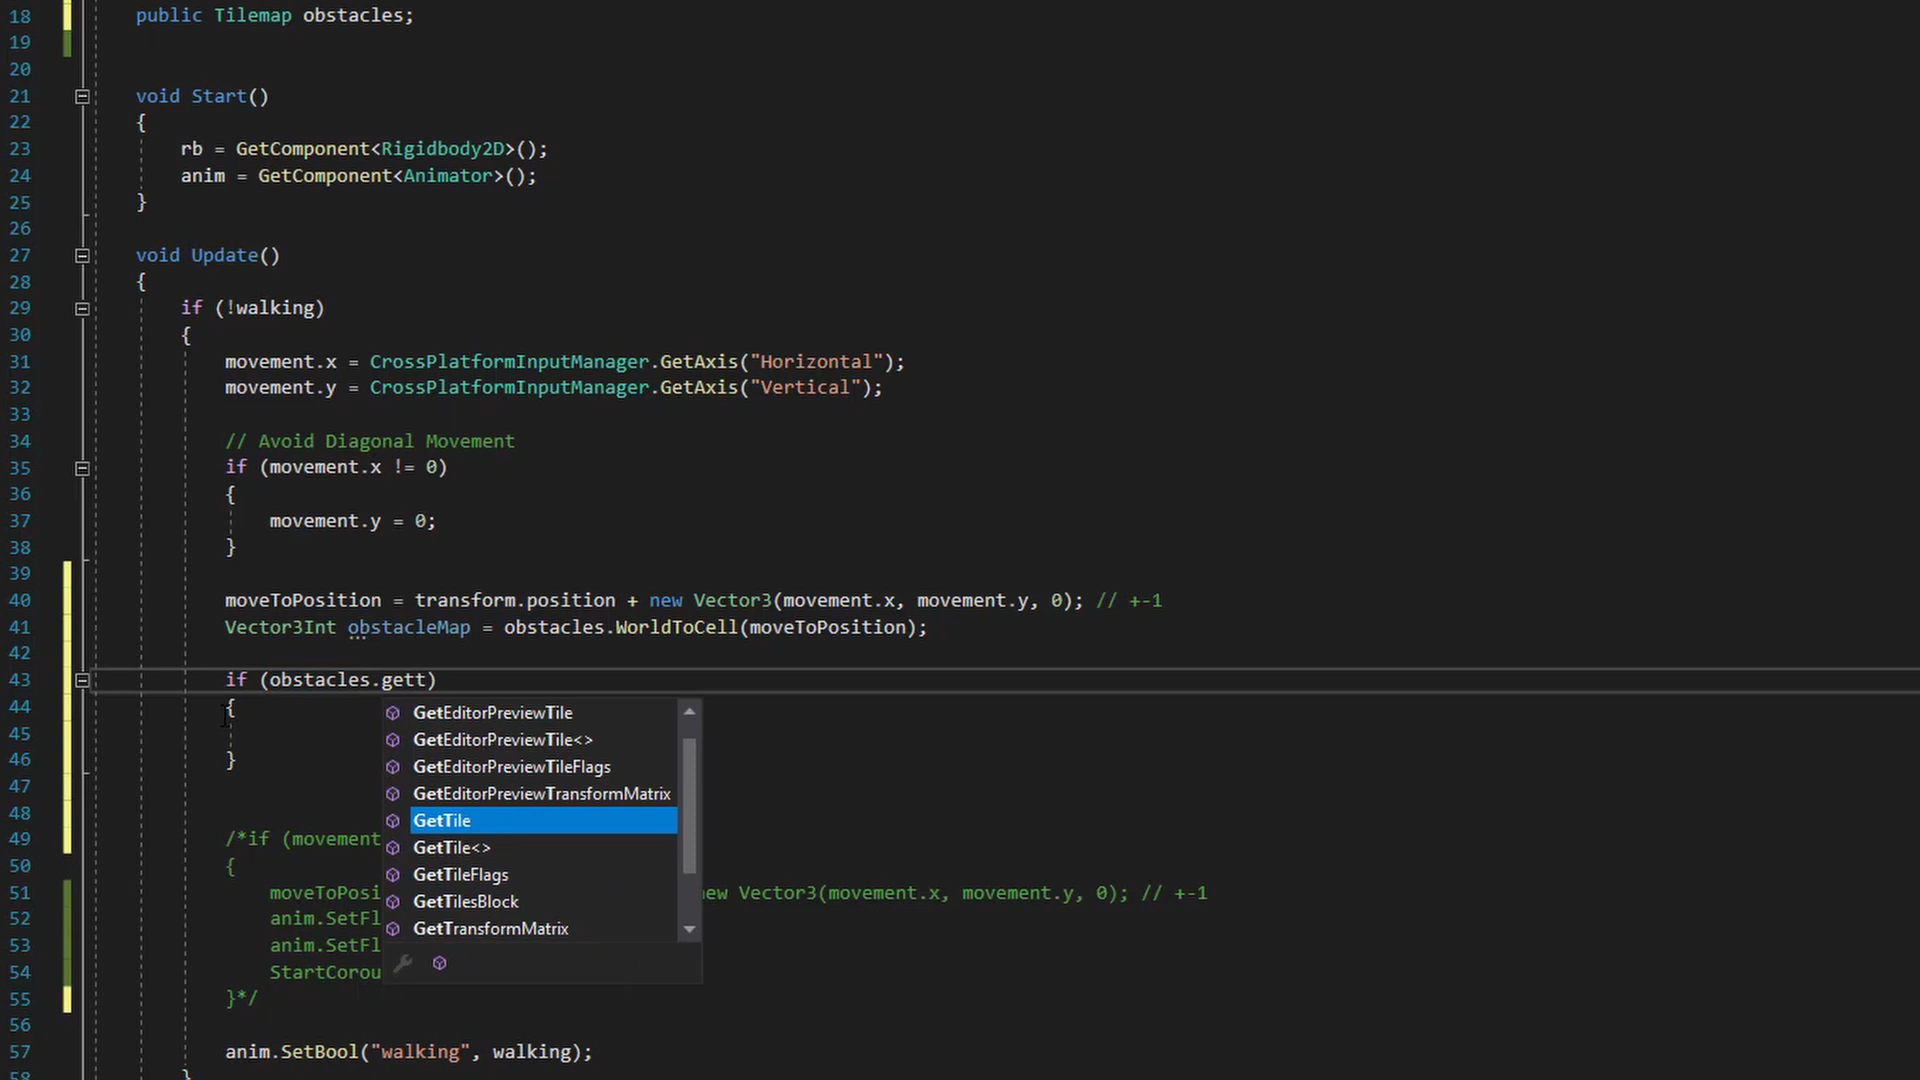 18 public Tilemap obstacles;
19
20
21 void Start()
22 {
23 rb = GetComponent<Rigidbody2D>();
24 anim = GetComponent<Animator>();
25 }
26
27 void Update()
28 {
29 if (!walking)
30 {
31 movement.x = CrossPlatformInputManager.GetAxis("Horizontal");
32 movement.y = CrossPlatformInputManager.GetAxis("Vertical");
33
34 // Avoid Diagonal Movement
35 if (movement.x != 0)
36 {
37 movement.y = 0;
38 }
39
40 moveToPosition = transform.position + new Vector3(movement.x, movement.y, 0); // +-1
41 Vector3Int obstacleMap = obstacles.WorldToCell(moveToPosition);
42
43 if (obstacles.gett)
44 {
GetEditorPreviewTile
45
GetEditorPreviewTile<>
46 }
GetEditorPreviewTileFlags
47
GetEditorPreviewTransformMatrix
48
GetTile
49 /*if (movement
GetTile<>
50 {
GetTileFlags
51 moveToPosi new Vector3(movement.x, movement.y, 0); // +-1
GetTilesBlock
52 anim.SetFl
GetTransformMatrix
53 anim.SetFl
54 StartCorou
55 }*/
56
57 anim.SetBool("walking", walking);
58 }